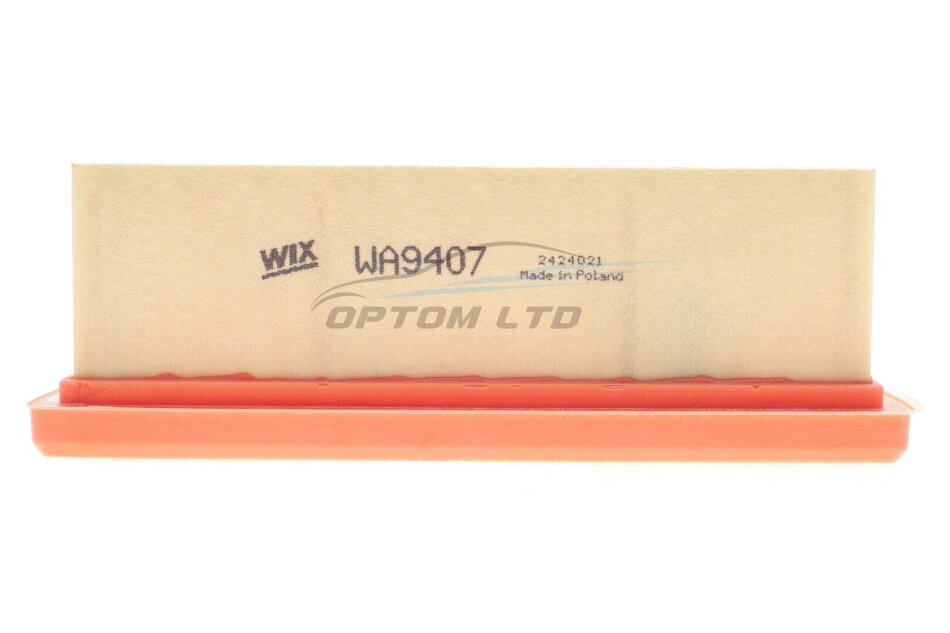 WIX WA9407 2424021
Made in Poland
OPTOM LTD